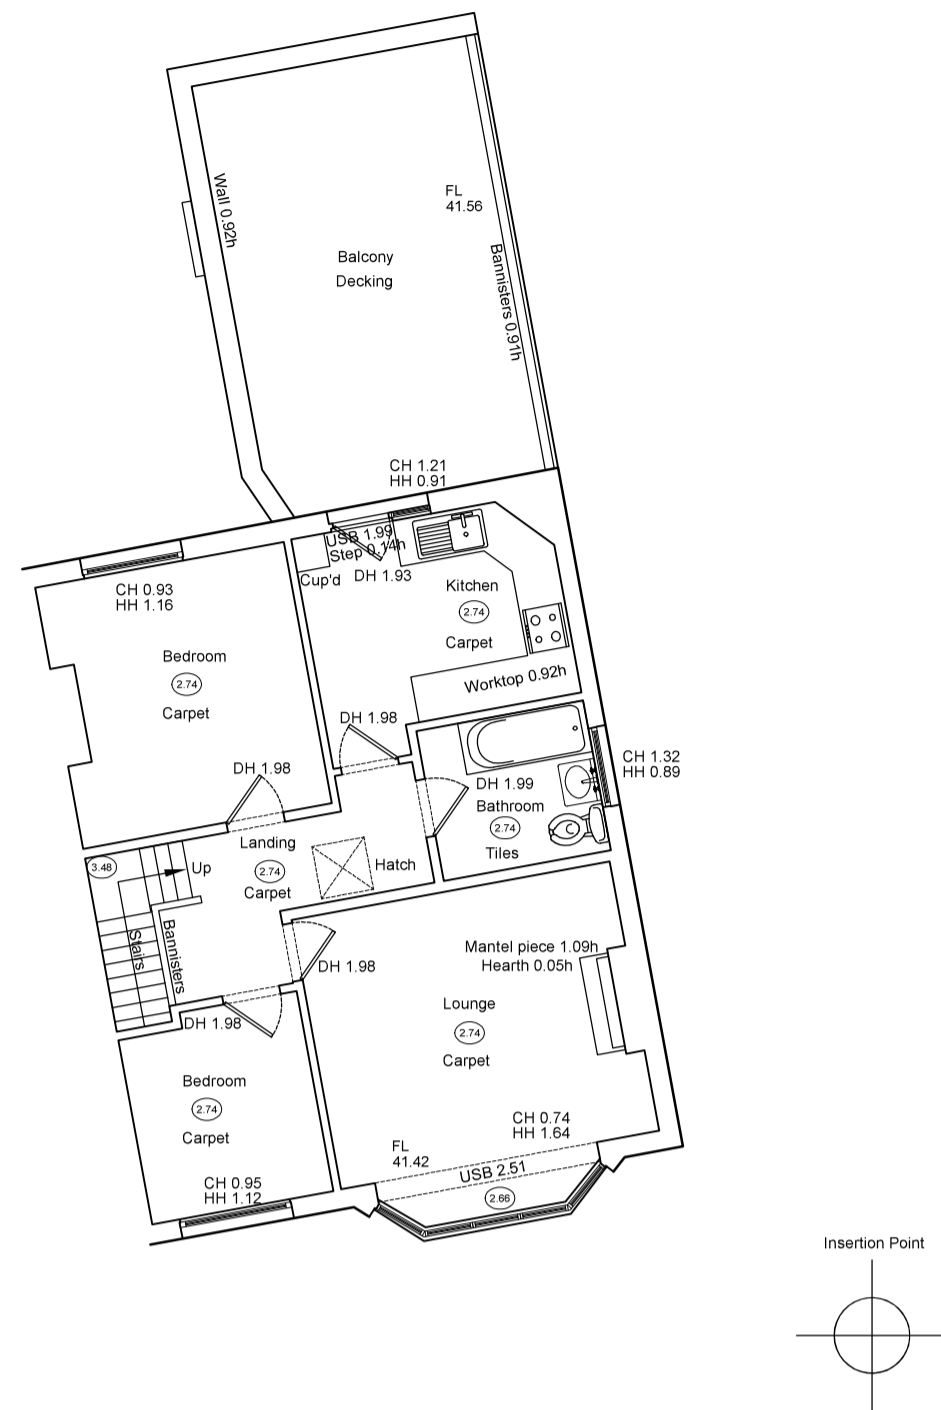 Wall 0.92h
FL
41.56
Balcony
Decking
Bannisters 0.91h
CH 1.21
HH 0.91
USB 1.99
Step 0.14h
Cup'd
DH 1.93
CH 0.93
HH 1.16
Kitchen
2.74
Carpet
Bedroom
2.74
Carpet
Worktop 0.92h
DH 1.98
DH 1.98
CH 1.32
HH 0.89
DH 1.99
Bathroom
2.74
Tiles
Landing
2.74
Carpet
Hatch
3.48
Up
Stairs
Bannisters
Mantel piece 1.09h
Hearth 0.05h
DH 1.98
Lounge
2.74
Carpet
DH 1.98
Bedroom
2.74
Carpet
CH 0.74
HH 1.64
FL
41.42
CH 0.95
HH 1.12
USB 2.51
2.66
Insertion Point